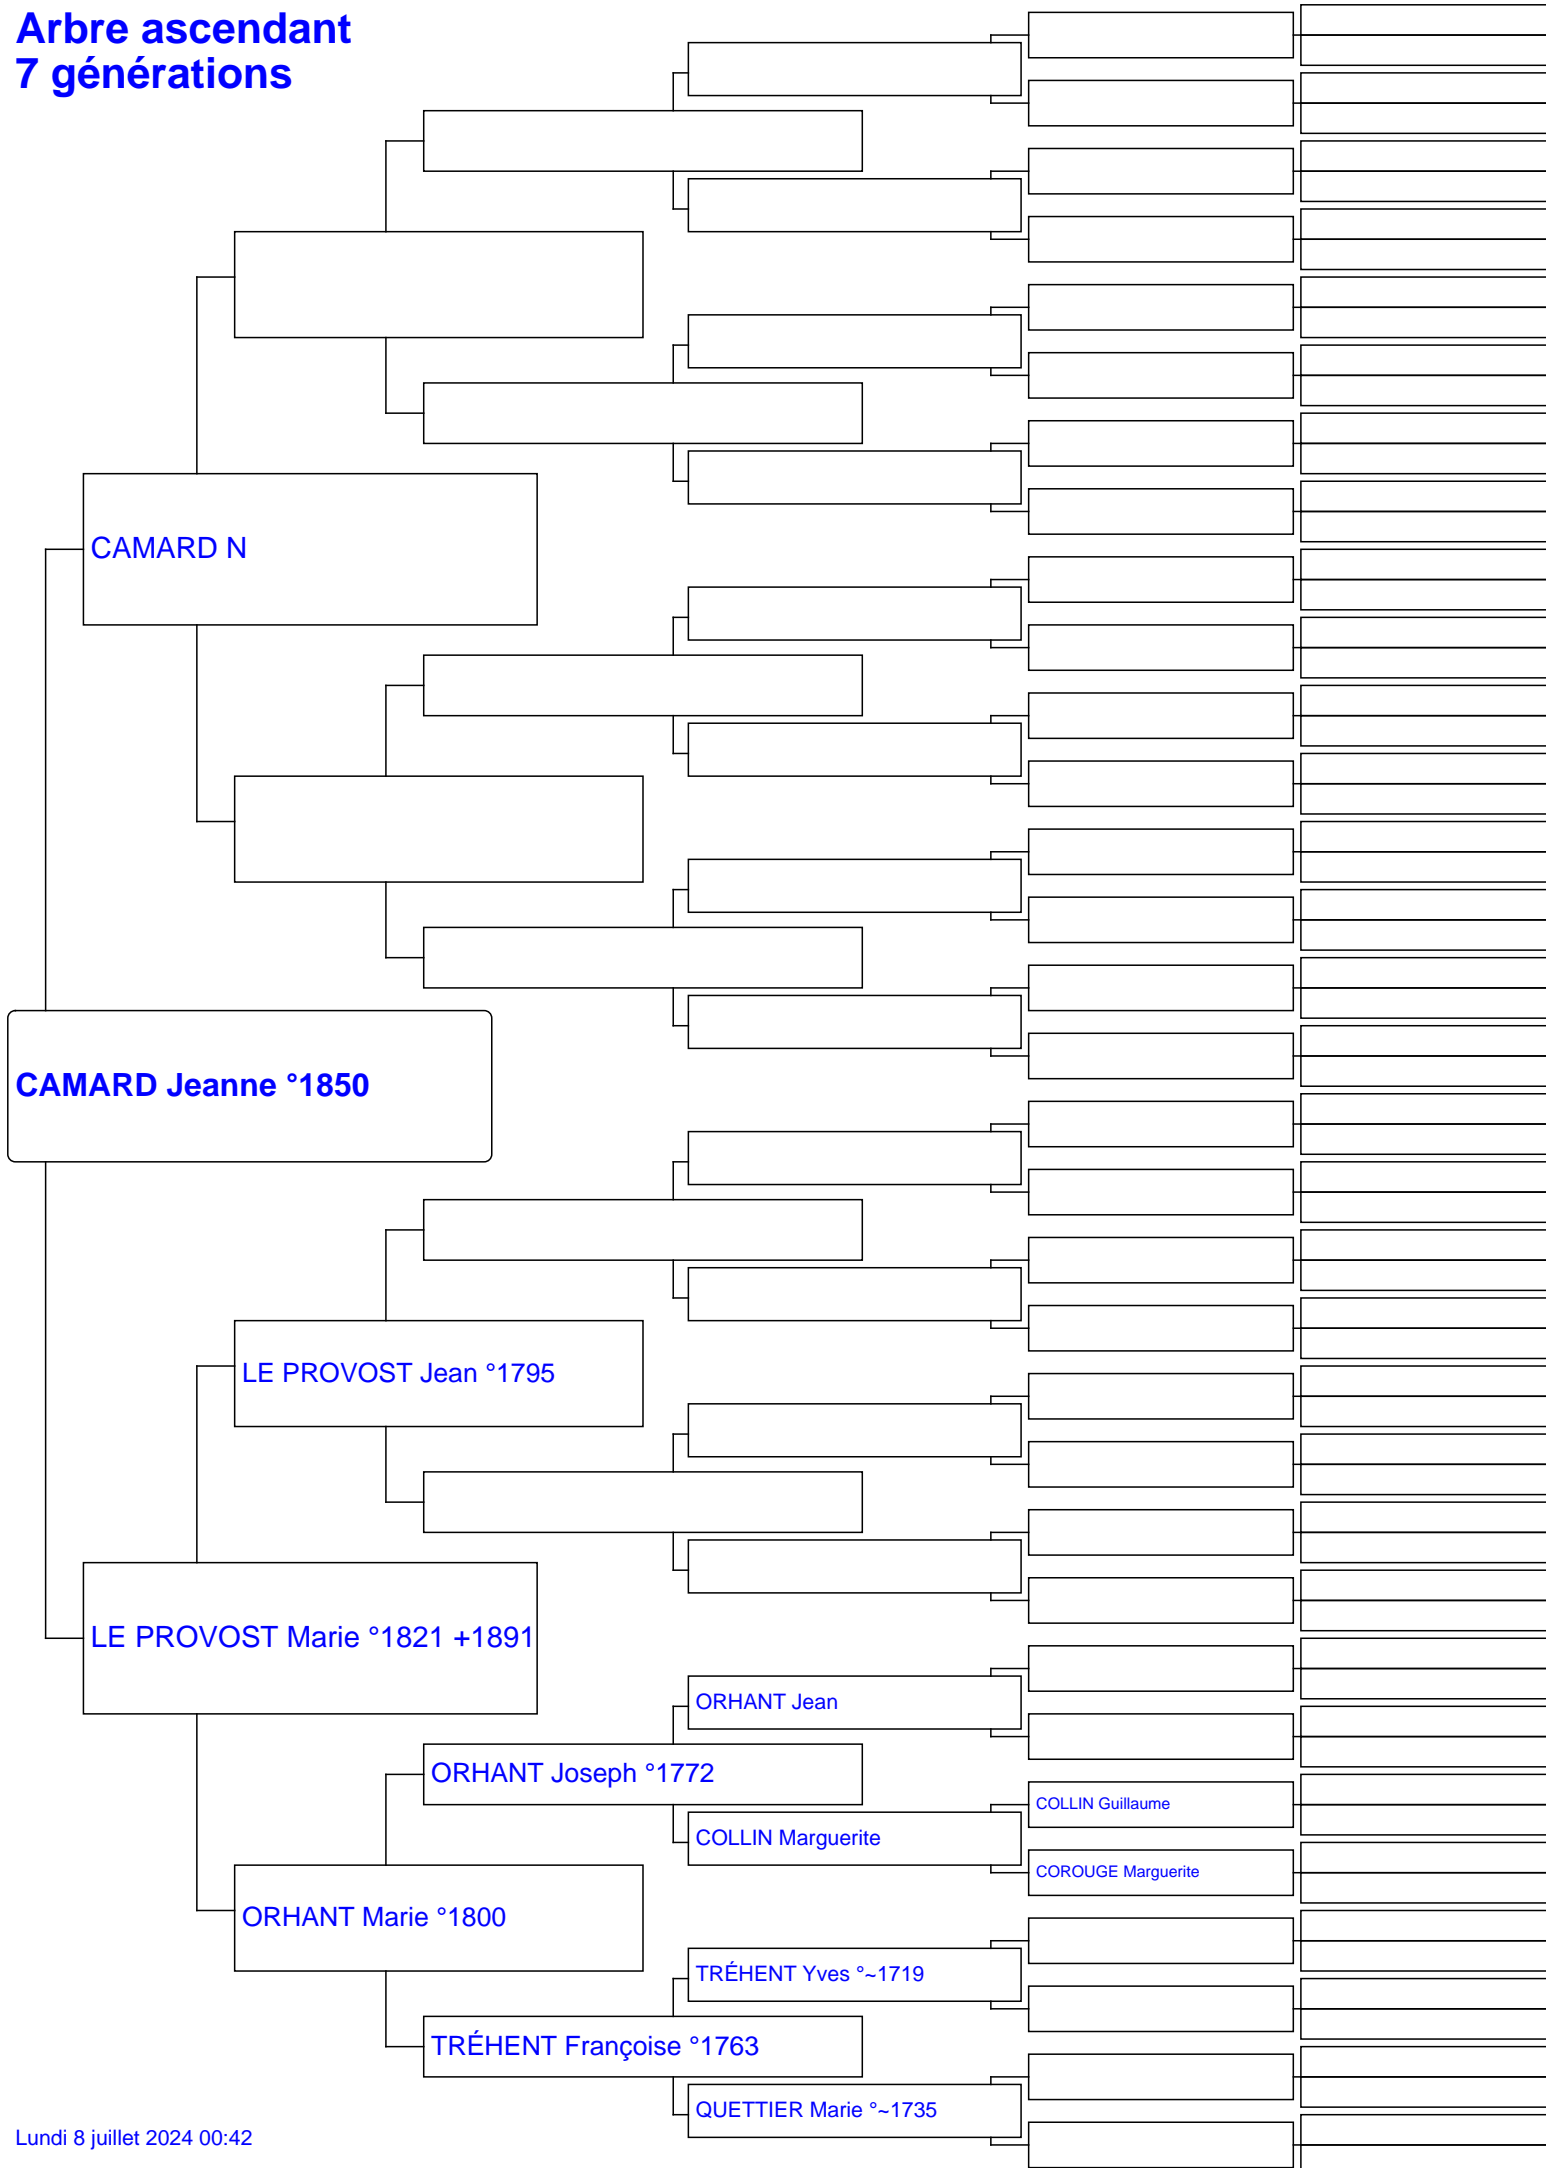 Arbre ascendant
7 générations
CAMARD N
CAMARD Jeanne °1850
LE PROVOST Jean °1795
LE PROVOST Marie °1821 +1891
ORHANT Jean
ORHANT Joseph °1772
COLLIN Guillaume
COLLIN Marguerite
COROUGE Marguerite
ORHANT Marie °1800
TRÉHENT Yves °~1719
TRÉHENT Françoise °1763
QUETTIER Marie °~1735
Lundi 8 juillet 2024 00:42